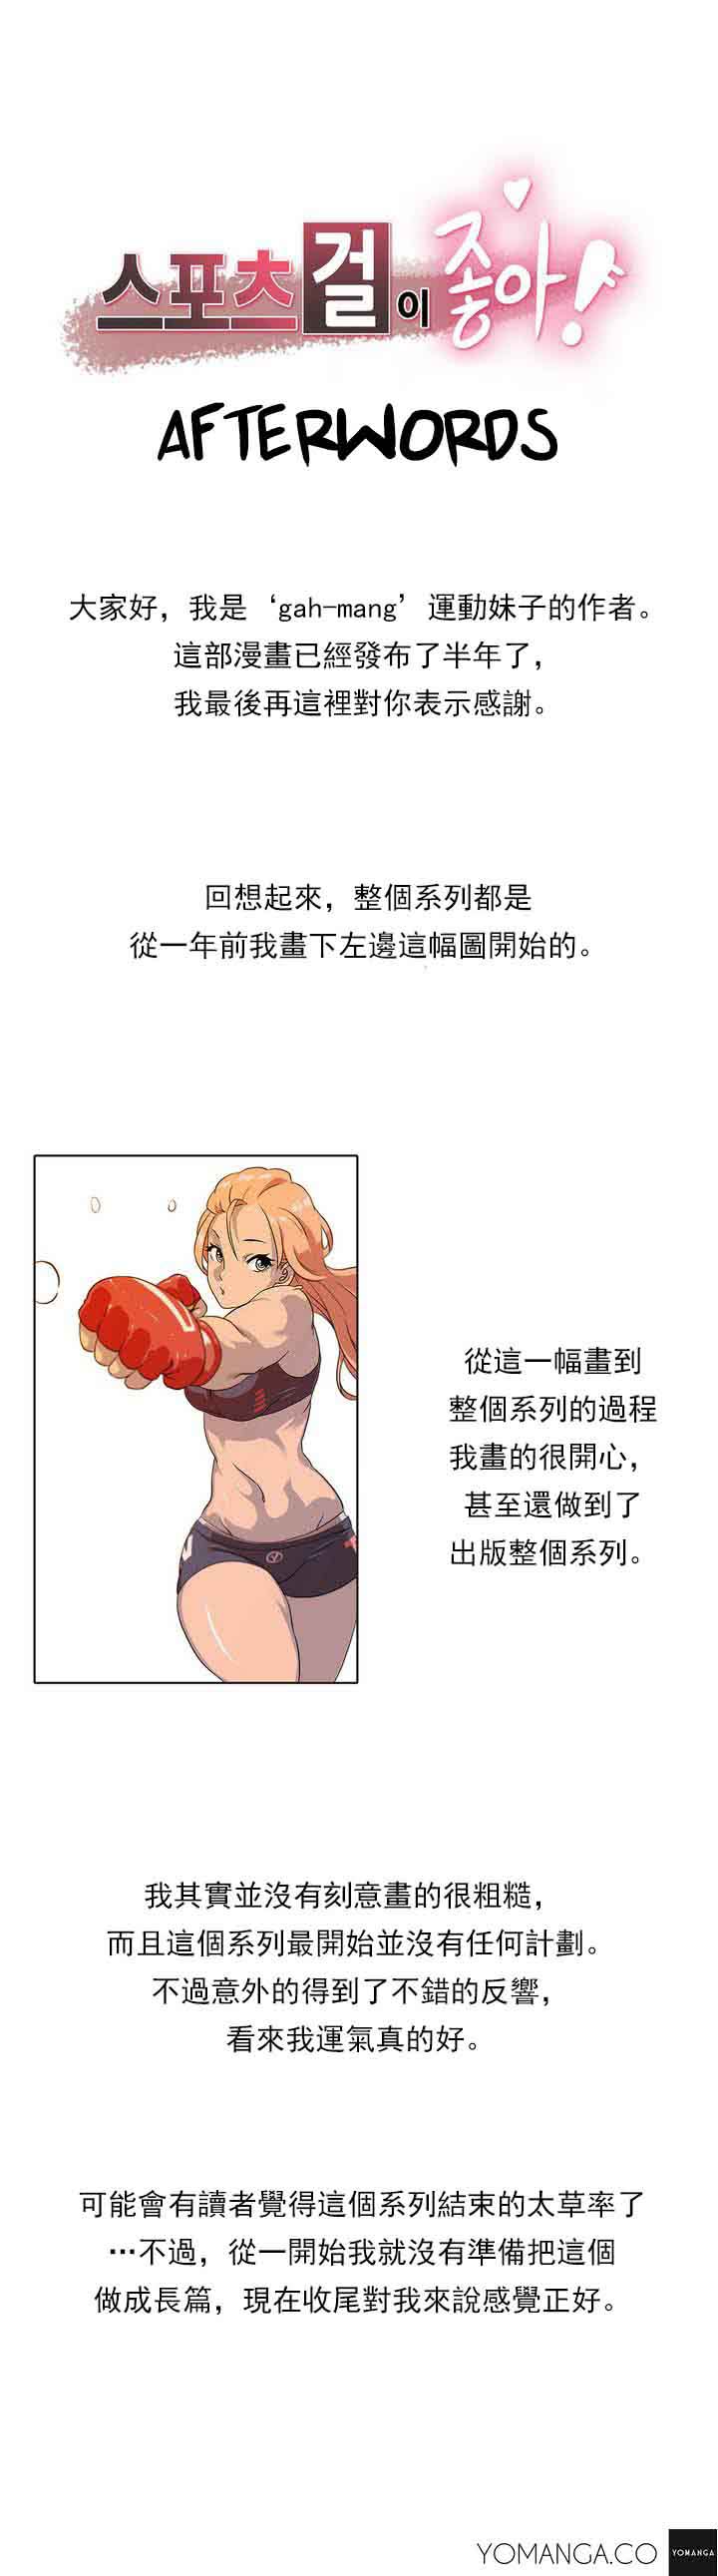 스포츠걸이 좋아!
AFTERWORDS
大家好，我是‘gah-mang’運動妹子的作者。
這部漫畫已經發布了半年了，
我最後再這裡對你表示感謝。
回想起來，整個系列都是
從一年前我畫下左邊這幅圖開始的。
從這一幅畫到
整個系列的過程
我畫的很開心，
甚至還做到了
出版整個系列。
我其實並沒有刻意畫的很粗糙，
而且這個系列最開始並沒有任何計劃。
不過意外的得到了不錯的反響，
看來我運氣真的好。
可能會有讀者覺得這個系列結束的太草率了
…不過，從一開始我就沒有準備把這個
做成長篇，現在收尾對我來說感覺正好。
YOMANGA.CO
YOMANGA